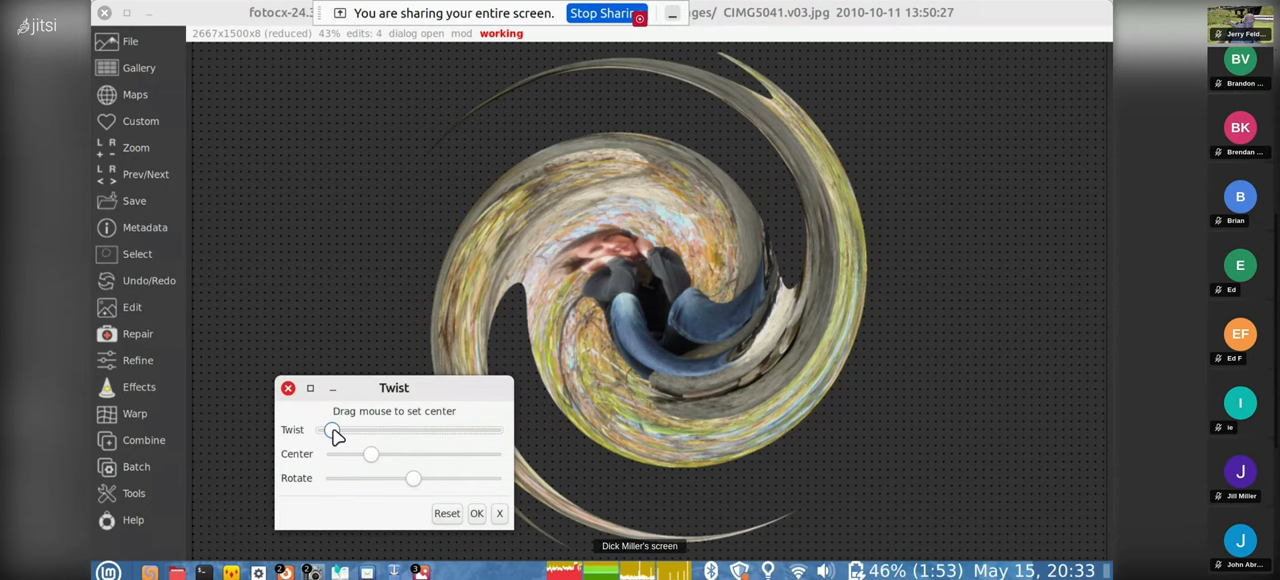 jitsi
fotocx-24.
You are sharing your entire screen.
Stop Sharin
ges/ CIMG5041.v03.jpg 2010-10-11 13:50:27
2667x1500x8 (reduced) 43% edits: 4 dialog open mod working
File
Gallery
Maps
Custom
L R
Zoom
L R
< >
Prev/Next
Save
Metadata
Select
Undo/Redo
Edit
Repair
Refine
Effects
Warp
Combine
Batch
Tools
Help
Twist
Drag mouse to set center
Twist
Center
Rotate
Reset OK X
Dick Miller's screen
2
2
3
46% (1:53) May 15, 20:33
Jerry Feld...
BV
Brandon ...
BK
Brendan ...
B
Brian
E
Ed
EF
Ed F
I
ie
J
Jill Miller
J
John Abr...